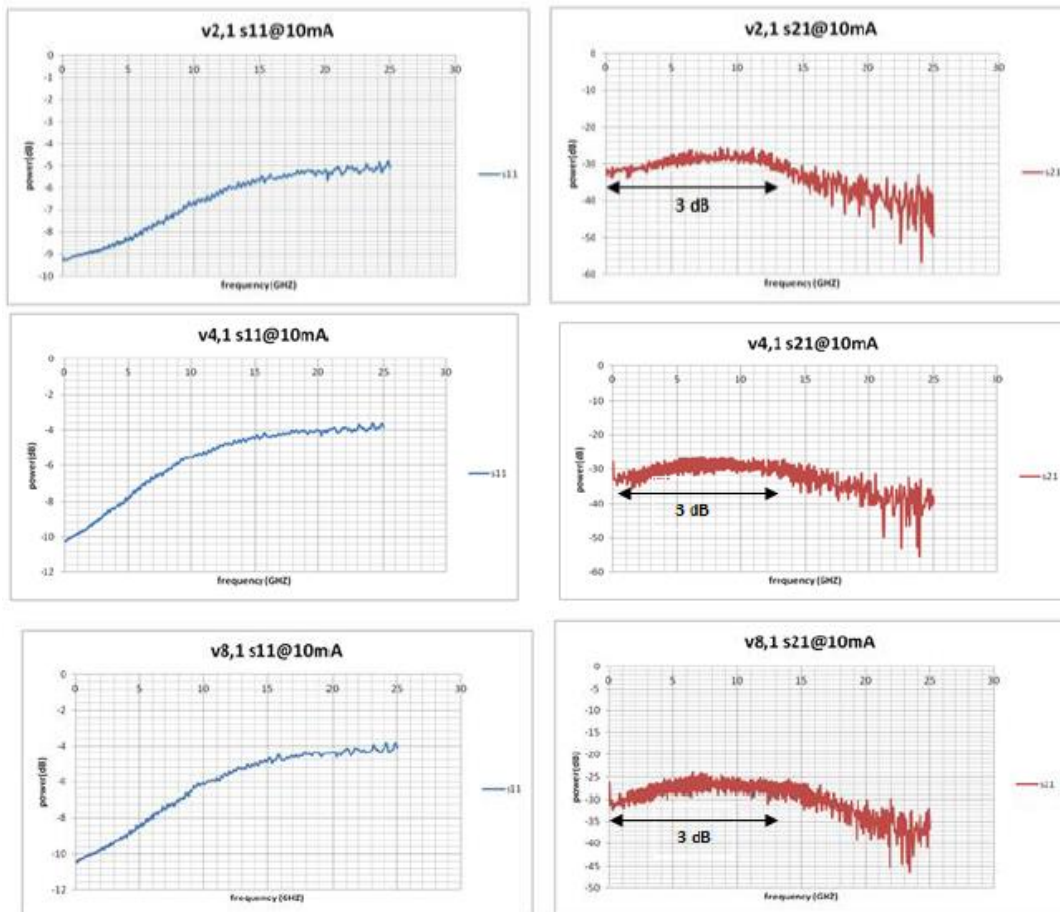 v2,1 s11@10mA
0
0 5 10 15 20 25 30
-1
-2
-3
-4
-5
-6
-7
-8
-9
-10
power(dB)
s11
frequency(GHZ)
v2,1 s21@10mA
0
0 5 10 15 20 25 30
-10
-20
-30
-40
-50
-60
power(dB)
3 dB
s21
frequency(GHZ)
v4,1 s11@10mA
0
0 5 10 15 20 25 30
-2
-4
-6
-8
-10
-12
power(dB)
s11
frequency(GHZ)
v4,1 s21@10mA
0
0 5 10 15 20 25 30
-10
-20
-30
-40
-50
-60
power(dB)
3 dB
s21
frequency(GHZ)
v8,1 s11@10mA
0
0 5 10 15 20 25 30
-2
-4
-6
-8
-10
-12
power(dB)
s11
frequency(GHZ)
v8,1 s21@10mA
0
0 5 10 15 20 25 30
-5
-10
-15
-20
-25
-30
-35
-40
-45
-50
power(dB)
3 dB
s21
frequency(GHZ)